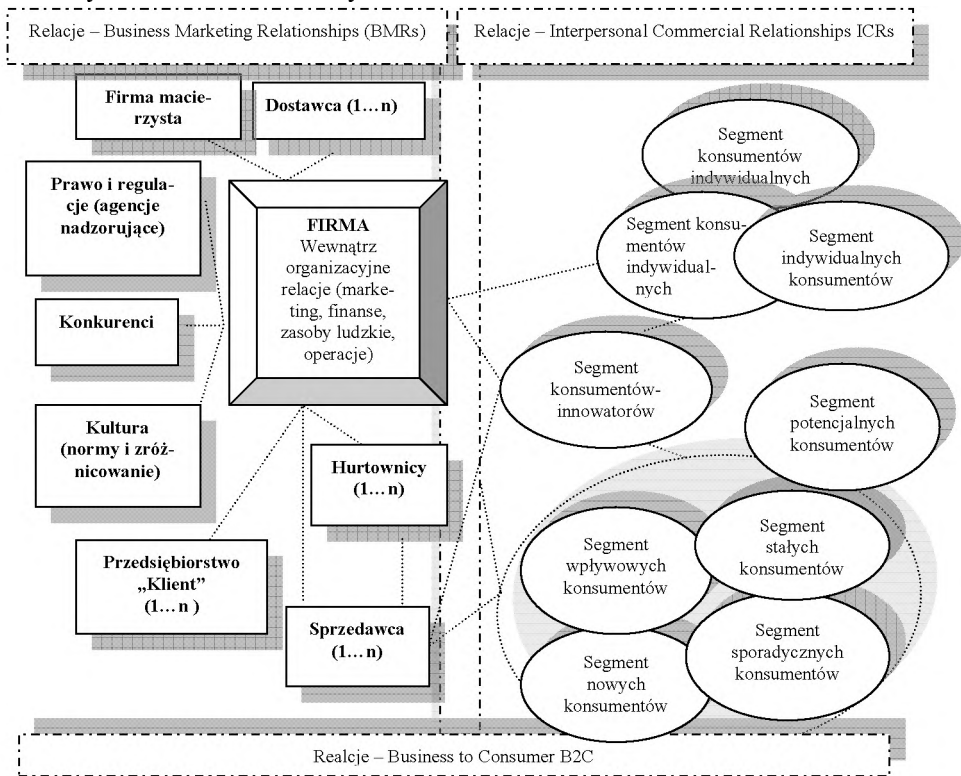 Relacje – Business Marketing Relationships (BMRs)
Relacje – Interpersonal Commercial Relationships ICRs
Firma macie-
rzysta
Dostawca (1…n)
Prawo i regula-
cje (agencje
nadzorujące)
FIRMA
Wewnątrz
organizacyjne
relacje (marke-
ting, finanse,
zasoby ludzkie,
operacje)
Konkurenci
Kultura
(normy i zróż-
nicowanie)
Hurtownicy
(1…n)
Przedsiębiorstwo
„Klient”
(1…n )
Sprzedawca
(1…n)
Segment
konsumentów
indywidualnych
Segment konsu-
mentów
indywidual-
nych
Segment
indywidualnych
konsumentów
Segment
konsumentów-
innowatorów
Segment
potencjalnych
konsumentów
Segment
wpływowych
konsumentów
Segment
stałych
konsumentów
Segment
nowych
konsumentów
Segment
sporadycznych
konsumentów
Realcje – Business to Consumer B2C